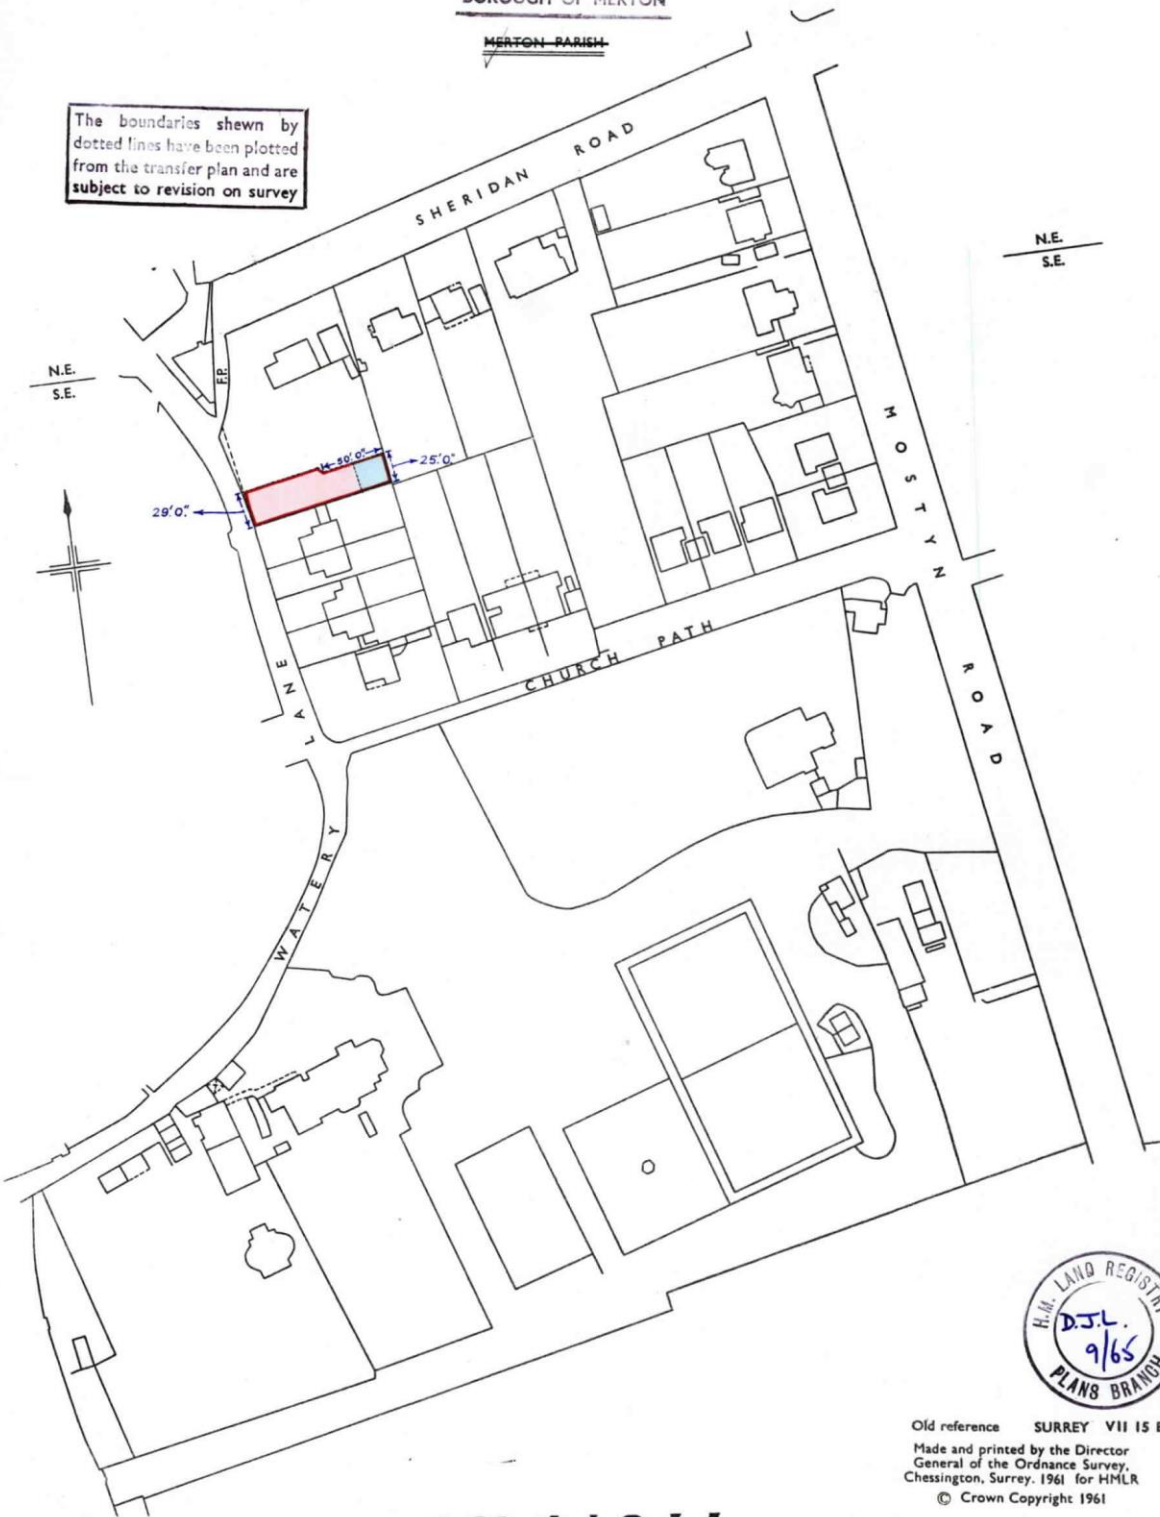 BOROUGH OF MERTON
MERTON PARISH
The boundaries shewn by
dotted lines have been plotted
from the transfer plan and are
subject to revision on survey
SHERIDAN ROAD
N.E.
S.E.
N.E.
S.E.
F.P.
50'.0".
25'.0".
29'.0".
MOSTYN ROAD
CHURCH PATH
WATERY LANE
H.M. LAND REGISTRY
D.J.L.
9/65
PLANS BRANCH
Old reference SURREY VII 15
Made and printed by the Director
General of the Ordnance Survey,
Chessington, Surrey. 1961 for HMLR
© Crown Copyright 1961